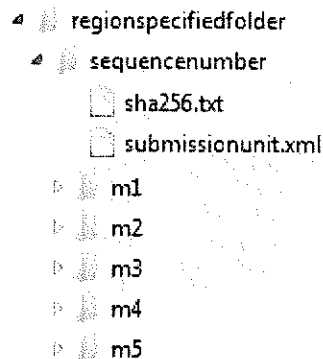 regionspecifiedfolder
sequencenumber
sha256.txt
submissionunit.xml
m1
m2
m3
m4
m5